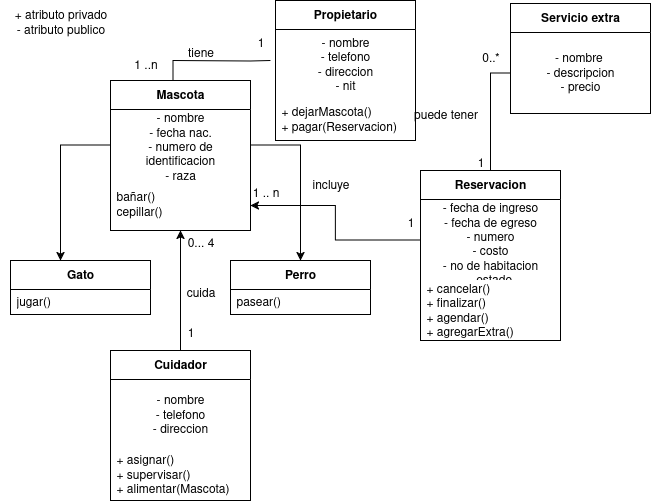 + atributo privado
- atributo publico
Propietario
- nombre
- telefono
- direccion
- nit
+ dejarMascota()
+ pagar(Reservacion)
Servicio extra
- nombre
- descripcion
- precio
1
tiene
1 ..n
0..*
puede tener
1
Mascota
- nombre
- fecha nac.
- numero de
identificacion
- raza
bañar()
cepillar()
incluye
1 .. n
1
Reservacion
- fecha de ingreso
- fecha de egreso
- numero
- costo
- no de habitacion
- estado
+ cancelar()
+ finalizar()
+ agendar()
+ agregarExtra()
Gato
jugar()
0... 4
cuida
1
Perro
pasear()
Cuidador
- nombre
- telefono
- direccion
+ asignar()
+ supervisar()
+ alimentar(Mascota)